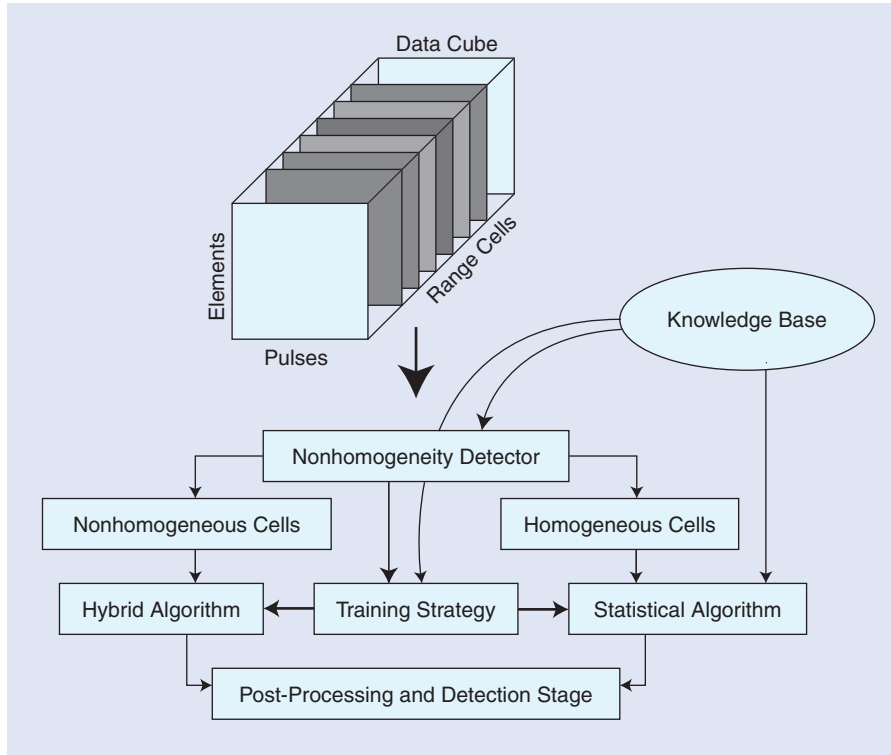 Data Cube
Elements
Range Cells
Pulses
Knowledge Base
Nonhomogeneity Detector
Nonhomogeneous Cells
Homogeneous Cells
Hybrid Algorithm
Training Strategy
Statistical Algorithm
Post-Processing and Detection Stage